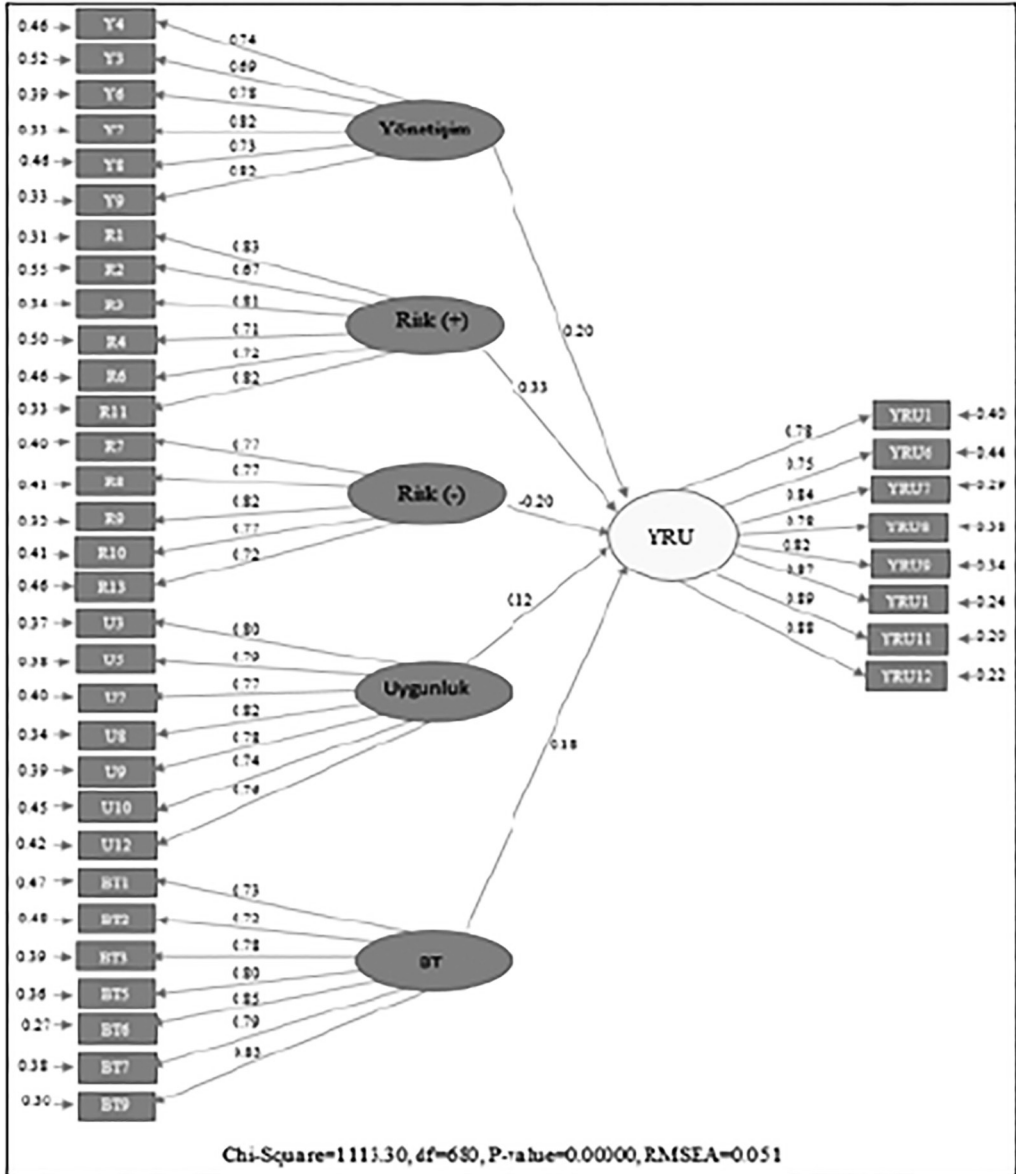 0.46 Y4 0.74
0.52 Y3 0.69
0.39 Y6 0.78
0.33 Y7 0.82
0.46 Y8 0.73
0.33 Y9 0.82
Yönetişim
0.20
0.31 R1 0.83
0.55 R2 0.67
0.34 R3 0.81
0.50 R4 0.71
0.46 R6 0.72
0.33 R11 0.82
Risk (+)
0.33
0.40 R7 0.77
0.41 R8 0.77
R9 0.82
0.41 R10 0.77
0.46 R13 0.72
Risk (-)
-0.20
0.37 U3 0.80
0.38 U5 0.79
0.40 U7 0.77
0.34 U8 0.82
0.39 U9 0.78
0.45 U10 0.74
0.42 U12
Uygunluk
0.12
0.47 BT1 0.73
0.48 BT2 0.72
0.39 BT3 0.78
0.36 BT5 0.80
0.27 BT6 0.85
0.38 BT7 0.79
0.30 BT9
BT
0.18
YRU
0.78 YRU1 0.40
0.75 YRU6 0.44
0.84 YRU7 0.29
0.78 YRU8 0.38
0.82 YRU9 0.34
0.87 YRU1 0.24
0.89 YRU11 0.20
0.88 YRU12 0.22
df=680, P-value=0.00000, RMSEA=0.051